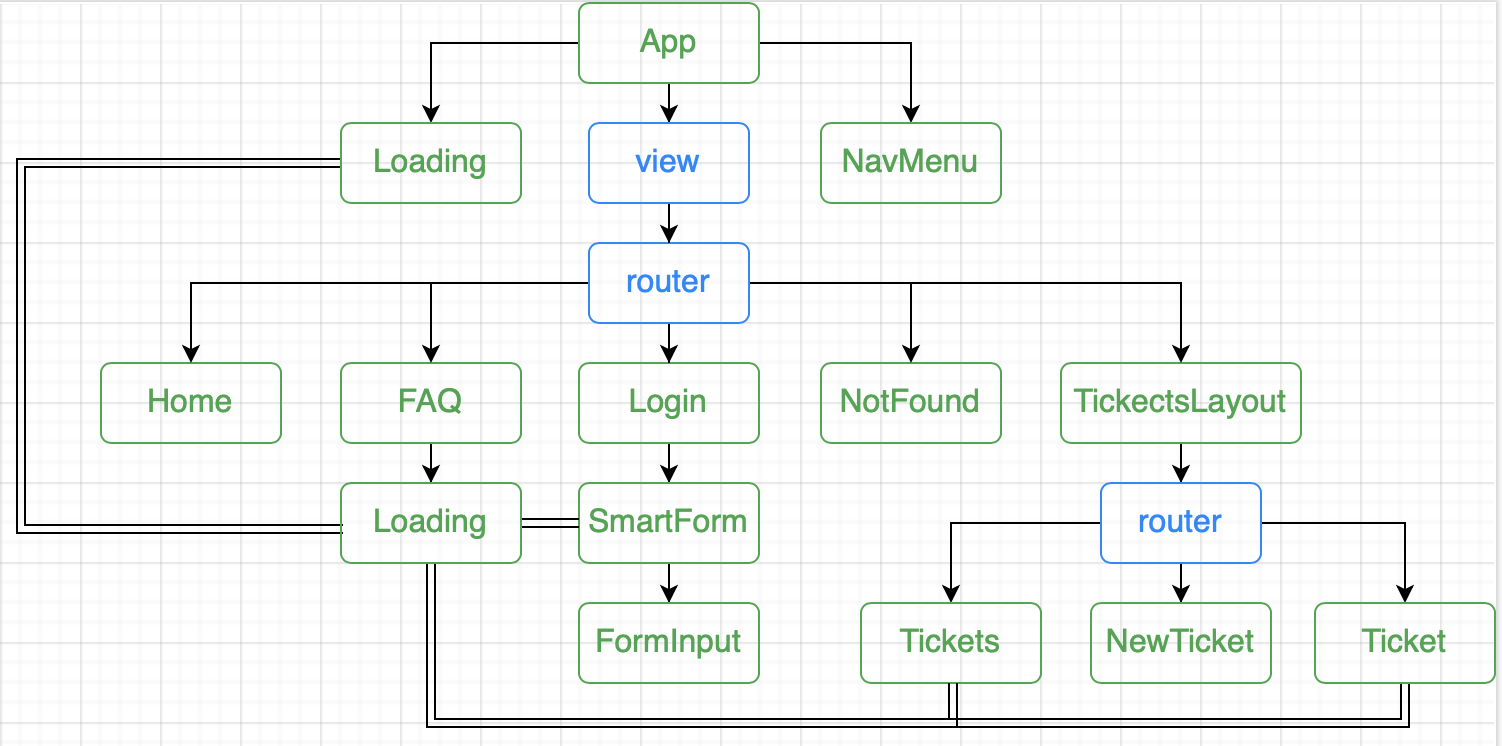 App
Loading
view
NavMenu
router
Home
FAQ
Login
NotFound
TickectsLayout
Loading
SmartForm
router
FormInput
Tickets
NewTicket
Ticket